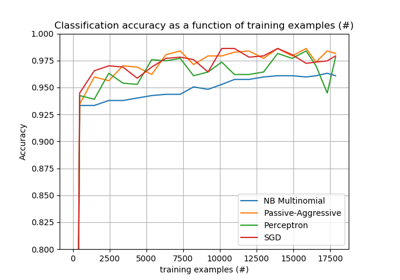 Classification accuracy as a function of training examples (#)
1.000
0.975
0.950
0.925
0.900
0.875
0.850
0.825
0.800
Accuracy
NB Multinomial
Passive-Aggressive
Perceptron
SGD
0 2500 5000 7500 10000 12500 15000 17500
training examples (#)